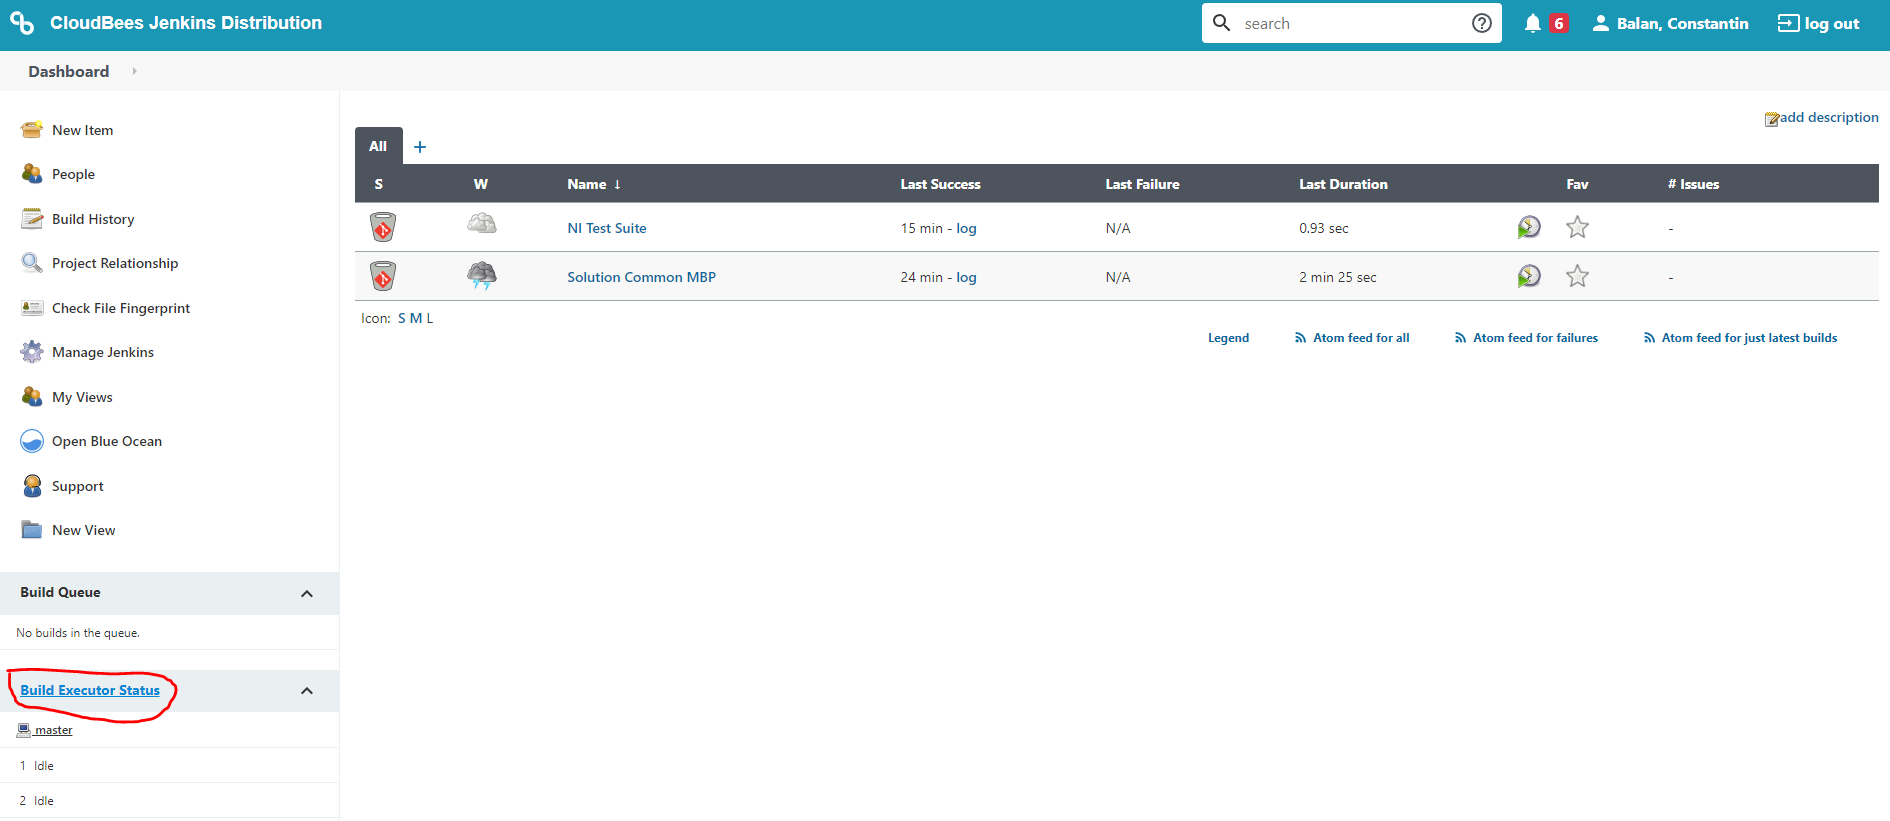 CloudBees Jenkins Distribution
search
6
Balan, Constantin
log out
Dashboard
New Item
People
Build History
Project Relationship
Check File Fingerprint
Manage Jenkins
My Views
Open Blue Ocean
Support
New View
Build Queue
No builds in the queue.
Build Executor Status
master
1 Idle
2 Idle
add description
All +
S W Name ↓ Last Success Last Failure Last Duration Fav # Issues
NI Test Suite 15 min - log N/A 0.93 sec -
Solution Common MBP 24 min - log N/A 2 min 25 sec -
Icon: S M L
Legend Atom feed for all Atom feed for failures Atom feed for just latest builds